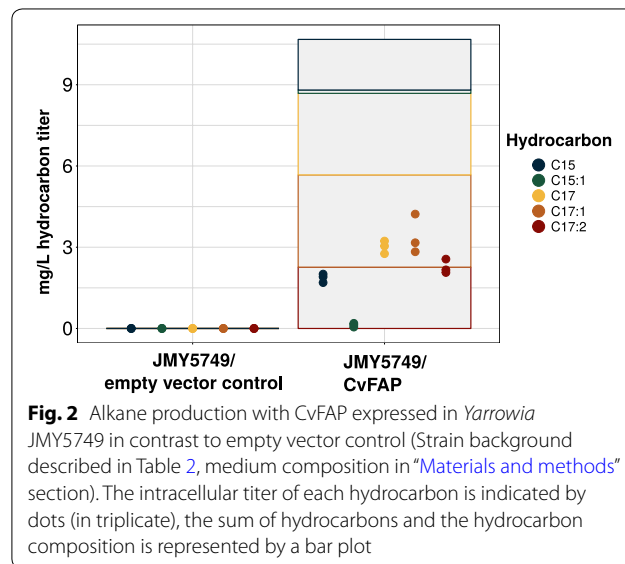 mg/L hydrocarbon titer
9
6
3
0
JMY5749/
empty vector control
JMY5749/
CvFAP
Hydrocarbon
C15
C15:1
C17
C17:1
C17:2
Fig. 2 Alkane production with CvFAP expressed in Yarrowia
JMY5749 in contrast to empty vector control (Strain background
described in Table 2, medium composition in “Materials and methods”
section). The intracellular titer of each hydrocarbon is indicated by
dots (in triplicate), the sum of hydrocarbons and the hydrocarbon
composition is represented by a bar plot